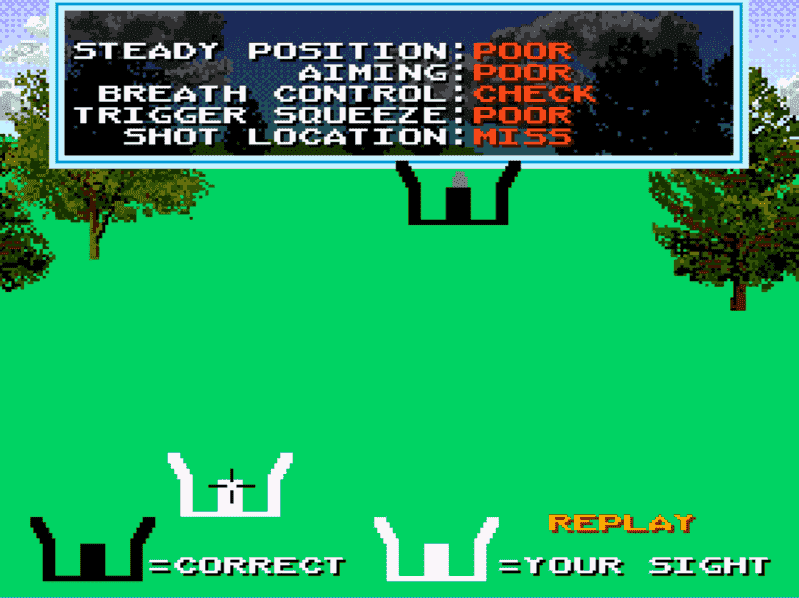 STEADY POSITION:POOR
AIMING:POOR
BREATH CONTROL:CHECK
TRIGGER SQUEEZE:POOR
SHOT LOCATION:MISS
REPLAY
=CORRECT =YOUR SIGHT